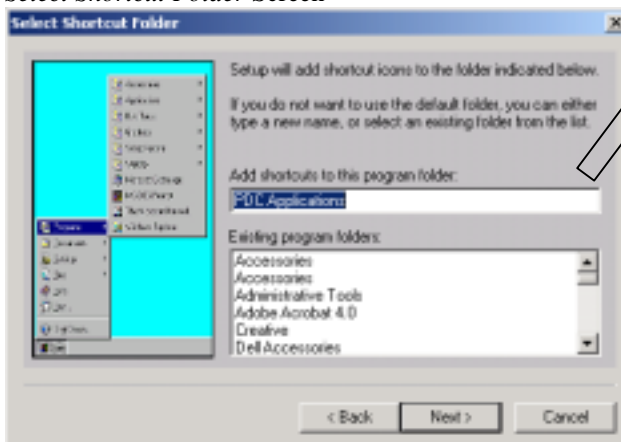 Select Shortcut Folder Screen
Select Shortcut Folder
Setup will add shortcut icons to the folder indicated below.
If you do not want to use the default folder, you can either
type a new name, or select an existing folder from the list.
Add shortcuts to this program folder:
PDC Applications
Existing program folders:
Accessories
Accessories
Administrative Tools
Adobe Acrobat 4.0
Creative
Dell Accessories
< Back
Next >
Cancel